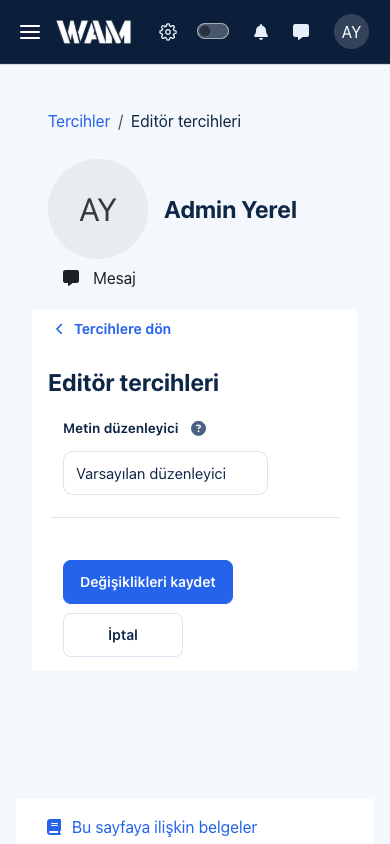 WAM
AY
Tercihler / Editör tercihleri
AY
Admin Yerel
Mesaj
Tercihlere dön
Editör tercihleri
Metin düzenleyici ?
Varsayılan düzenleyici
Değişiklikleri kaydet
İptal
Bu sayfaya ilişkin belgeler